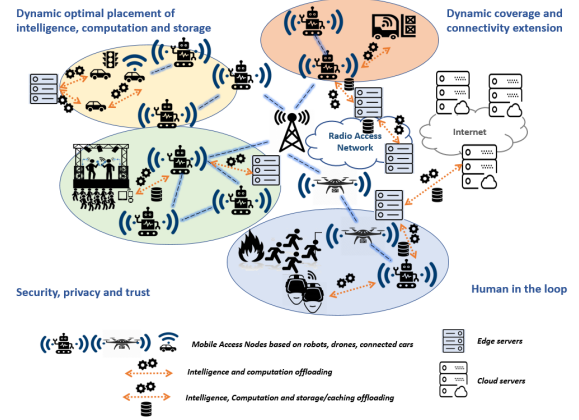 Dynamic optimal placement of
intelligence, computation and storage
Dynamic coverage and
connectivity extension
Radio Access
Network
Internet
Security, privacy and trust
Human in the loop
Mobile Access Nodes based on robots, drones, connected cars
Edge servers
Intelligence and computation offloading
Cloud servers
Intelligence, Computation and storage/caching offloading